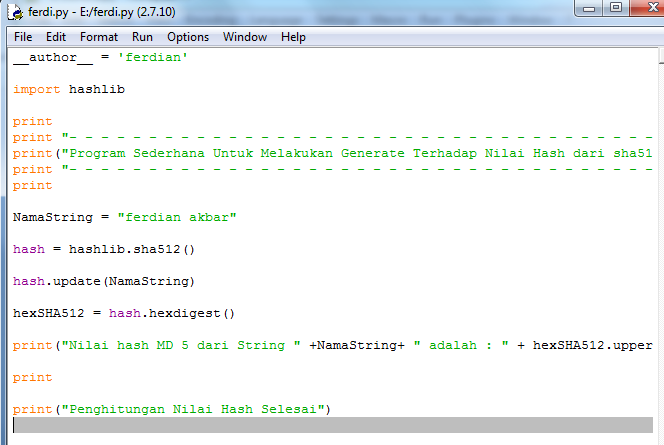 ferdi.py - E:/ferdi.py (2.7.10)
File Edit Format Run Options Window Help
__author__ = 'ferdian'
import hashlib
print
print "- - - - - - - - - - - - - - - - - - - - - - - - - - - - - - - - - - - - -
print("Program Sederhana Untuk Melakukan Generate Terhadap Nilai Hash dari sha51
print "- - - - - - - - - - - - - - - - - - - - - - - - - - - - - - - - - - - - -
print
NamaString = "ferdian akbar"
hash = hashlib.sha512()
hash.update(NamaString)
hexSHA512 = hash.hexdigest()
print("Nilai hash MD 5 dari String " +NamaString+ " adalah : " + hexSHA512.upper
print
print("Penghitungan Nilai Hash Selesai")